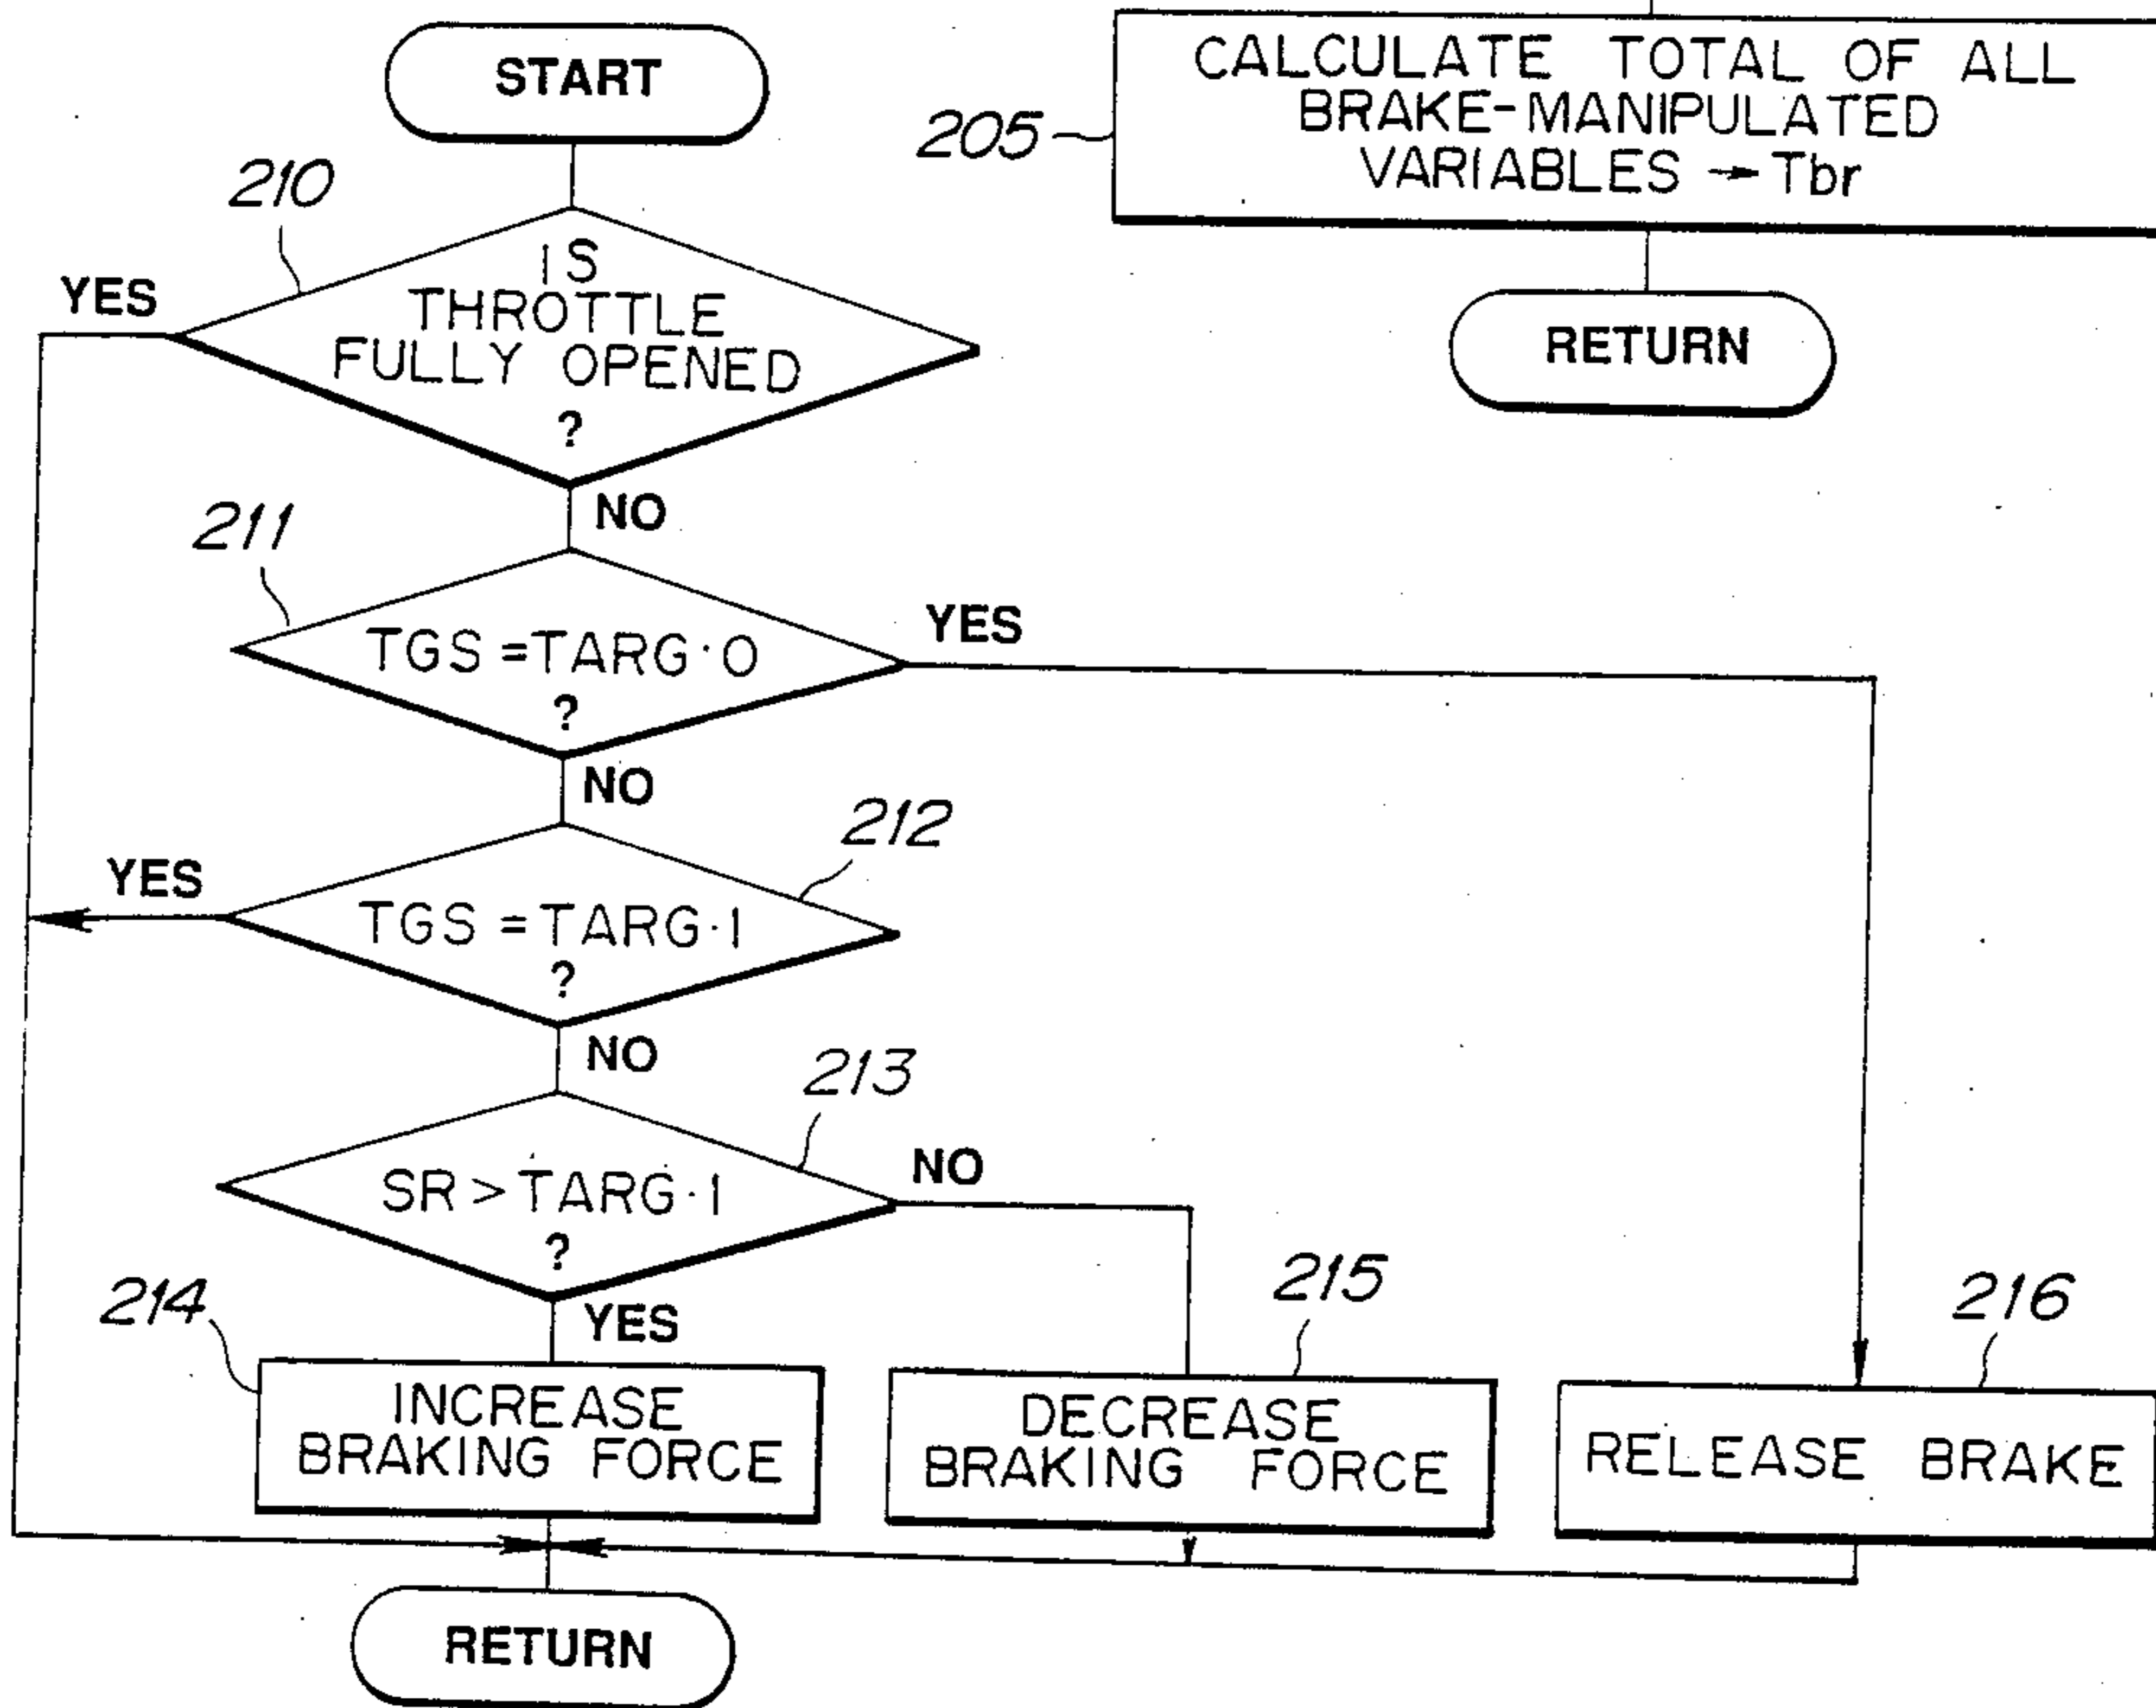 START
210
IS
THROTTLE
FULLY OPENED
?
YES
NO
211
TGS = TARG·0
?
YES
NO
212
TGS = TARG·1
?
YES
NO
213
SR > TARG·1
?
NO
YES
214
INCREASE
BRAKING FORCE
215
DECREASE
BRAKING FORCE
216
RELEASE BRAKE
RETURN
205
CALCULATE TOTAL OF ALL
BRAKE-MANIPULATED
VARIABLES → Tbr
RETURN